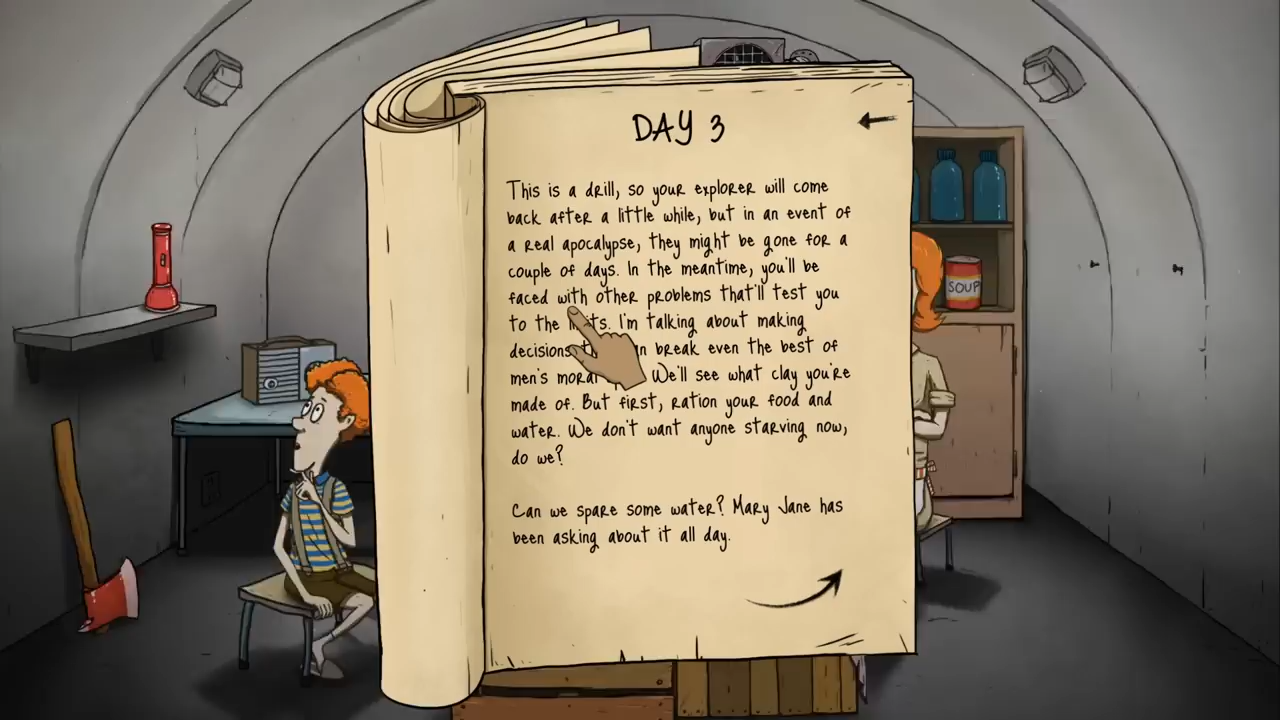 DAY 3
This is a drill, so your explorer will come
back after a little while, but in an event of
a real apocalypse, they might be gone for a
couple of days. In the meantime, you'll be
faced with other problems that'll test you
to the . I'm talking about making
decisions break even the best of
men's We'll see what clay you're
made of. But first, ration your food and
water. We don't want anyone starving now,
do we?
Can we spare some water? Mary Jane has
been asking about it all day.
SOUP